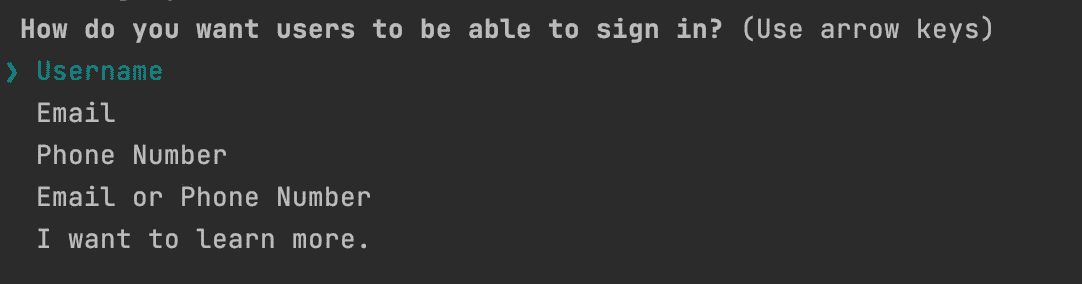 How do you want users to be able to sign in? (Use arrow keys)
❯ Username
Email
Phone Number
Email or Phone Number
I want to learn more.